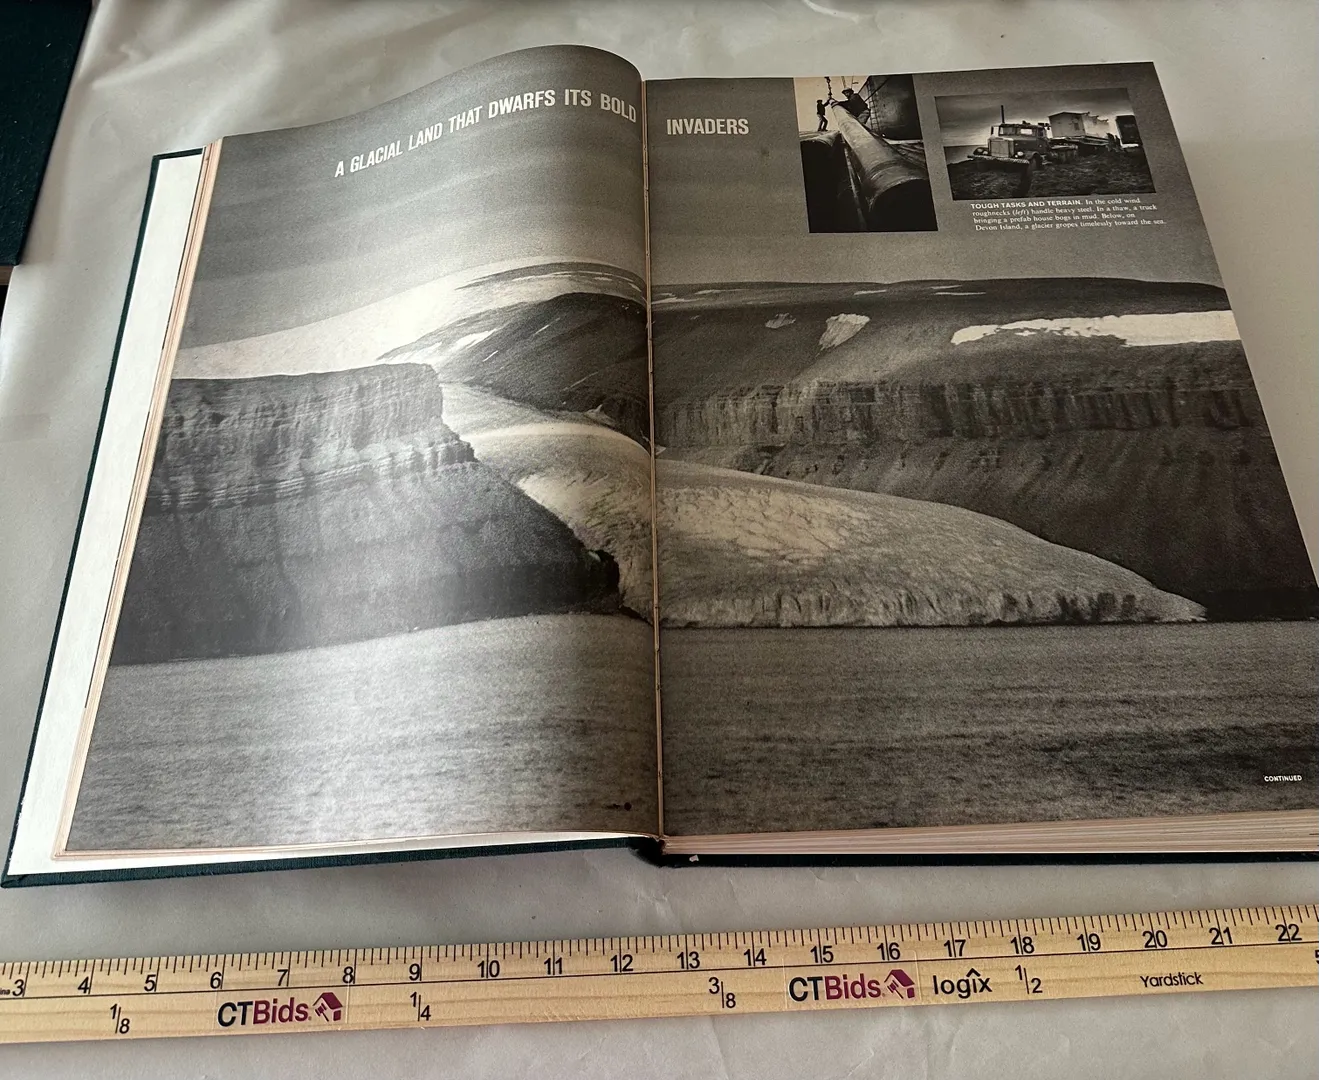 A GLACIAL LAND THAT DWARFS ITS BOLD INVADERS
TOUGH TASKS AND TERRAIN. In the cold wind
roughnecks (left) handle heavy steel. In a thaw, a truck
bringing a prefab house bogs in mud. Below, on
Devon Island, a glacier gropes timelessly toward the sea.
CONTINUED
3 4 5 6 7 8 9 10 11 12 13 14 15 16 17 18 19 20 21 22
1/8 CTBids 1/4 3/8 CTBids logîx 1/2 Yardstick 5